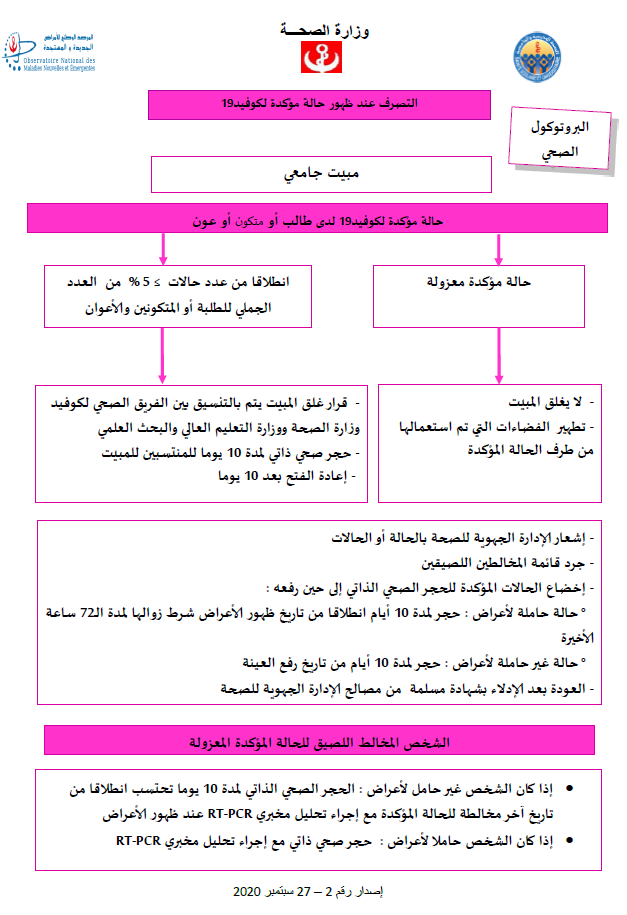 المركز الوطني للأمراض
الجديدة و المستجدة
Observatoire National des
Maladies Nouvelles et Emergentes
وزارة الصحـــة
التصرف عند ظهور حالة مؤكدة لكوفيد19
البروتوكول
الصحي
مبيت جامعي
حالة مؤكدة لكوفيد19 لدى طالب أو متكون أو عون
حالة مؤكدة معزولة
انطلاقا من عدد حالات ≥ 5 % من العدد
الجملي للطلبة أو المتكونين والأعوان
- لا يغلق المبيت
- تطهير الفضاءات التي تم استعمالها
من طرف الحالة المؤكدة
- قرار غلق المبيت يتم بالتنسيق بين الفريق الصحي لكوفيد
وزارة الصحة ووزارة التعليم العالي والبحث العلمي
- حجر صحي ذاتي لمدة 10 يوما للمنتسبين للمبيت
- إعادة الفتح بعد 10 يوما
- إشعار الإدارة الجهوية للصحة بالحالة أو الحالات
- جرد قائمة المخالطين اللصيقين
- إخضاع الحالات المؤكدة للحجر الصحي الذاتي إلى حين رفعه :
° حالة حاملة لأعراض : حجر لمدة 10 أيام انطلاقا من تاريخ ظهور الأعراض شرط زوالها لمدة الـ72 ساعة
الأخيرة
° حالة غير حاملة لأعراض : حجر لمدة 10 أيام من تاريخ رفع العينة
- العودة بعد الإدلاء بشهادة مسلمة من مصالح الإدارة الجهوية للصحة
الشخص المخالط اللصيق للحالة المؤكدة المعزولة
• إذا كان الشخص غير حامل لأعراض : الحجر الصحي الذاتي لمدة 10 يوما تحتسب انطلاقا من
تاريخ آخر مخالطة للحالة المؤكدة مع إجراء تحليل مخبري RT-PCR عند ظهور الأعراض
• إذا كان الشخص حاملا لأعراض : حجر صحي ذاتي مع إجراء تحليل مخبري RT-PCR
إصدار رقم 2 – 27 سبتمبر 2020